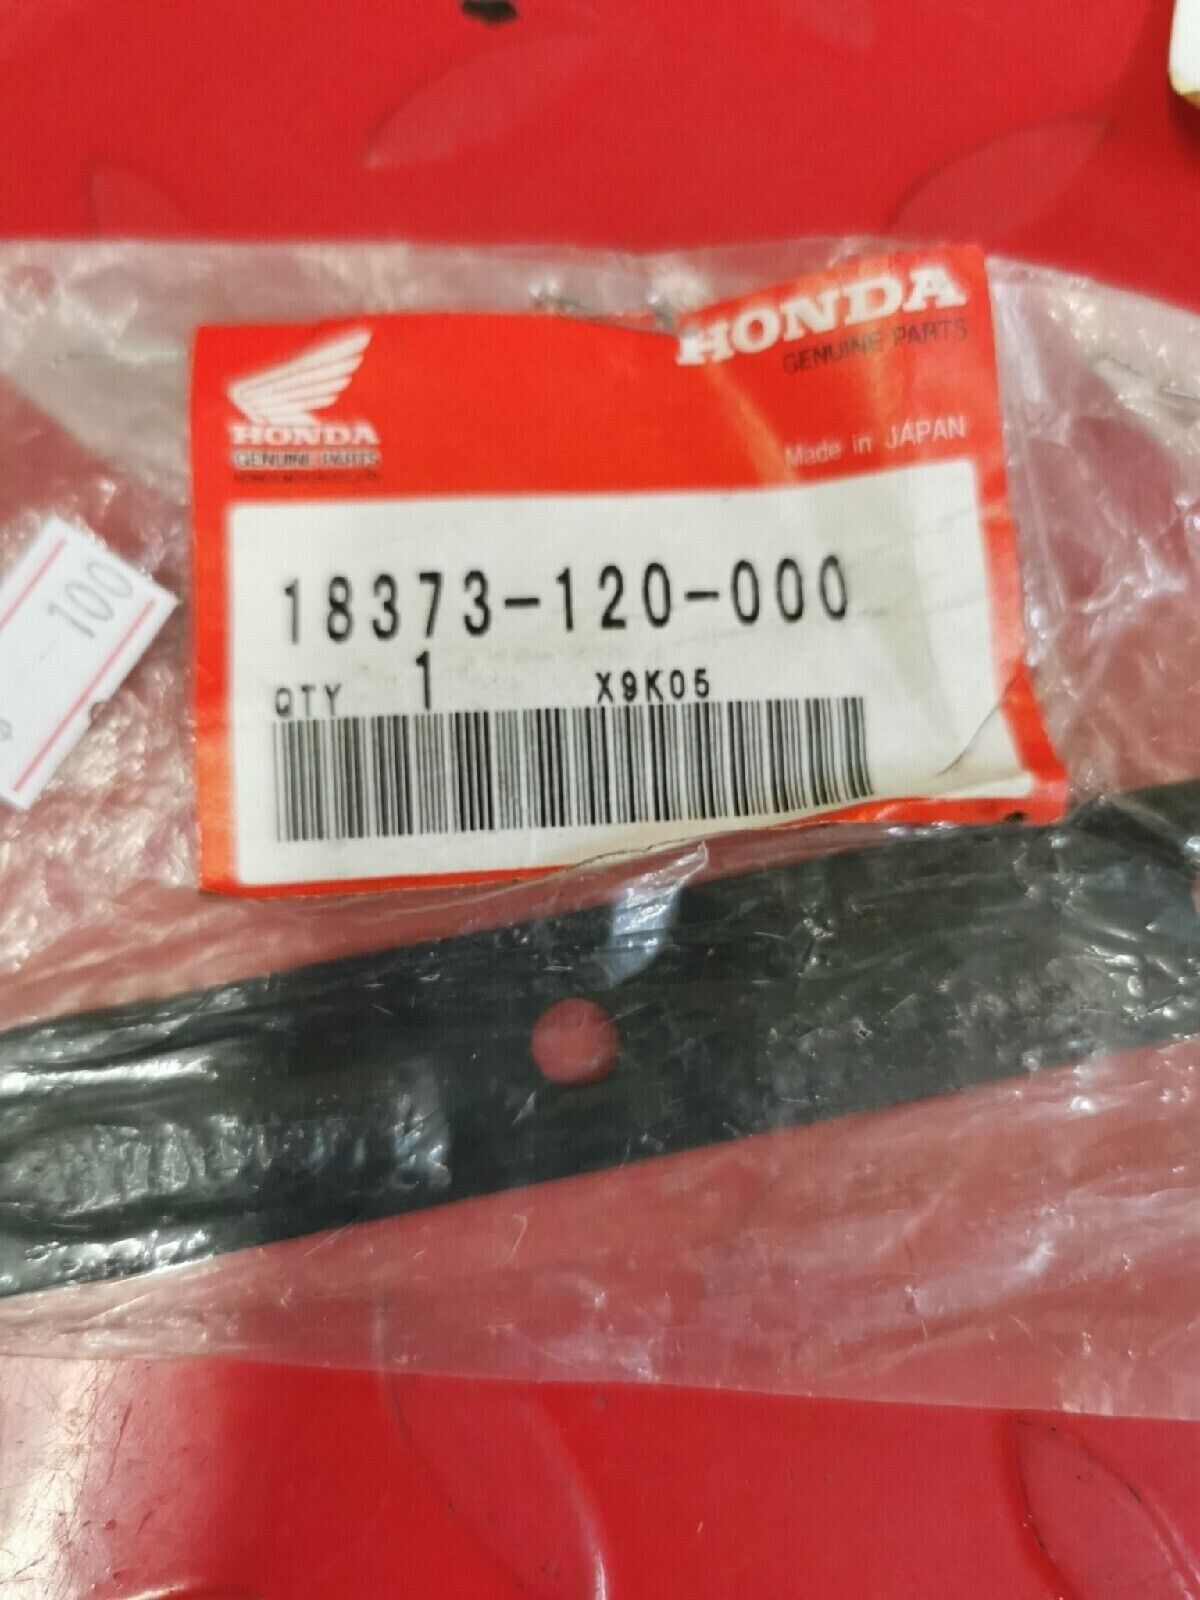 HONDA
GENUINE PARTS
Made in JAPAN
HONDA
GENUINE PARTS
18373-120-000
QTY 1 X9K05
100